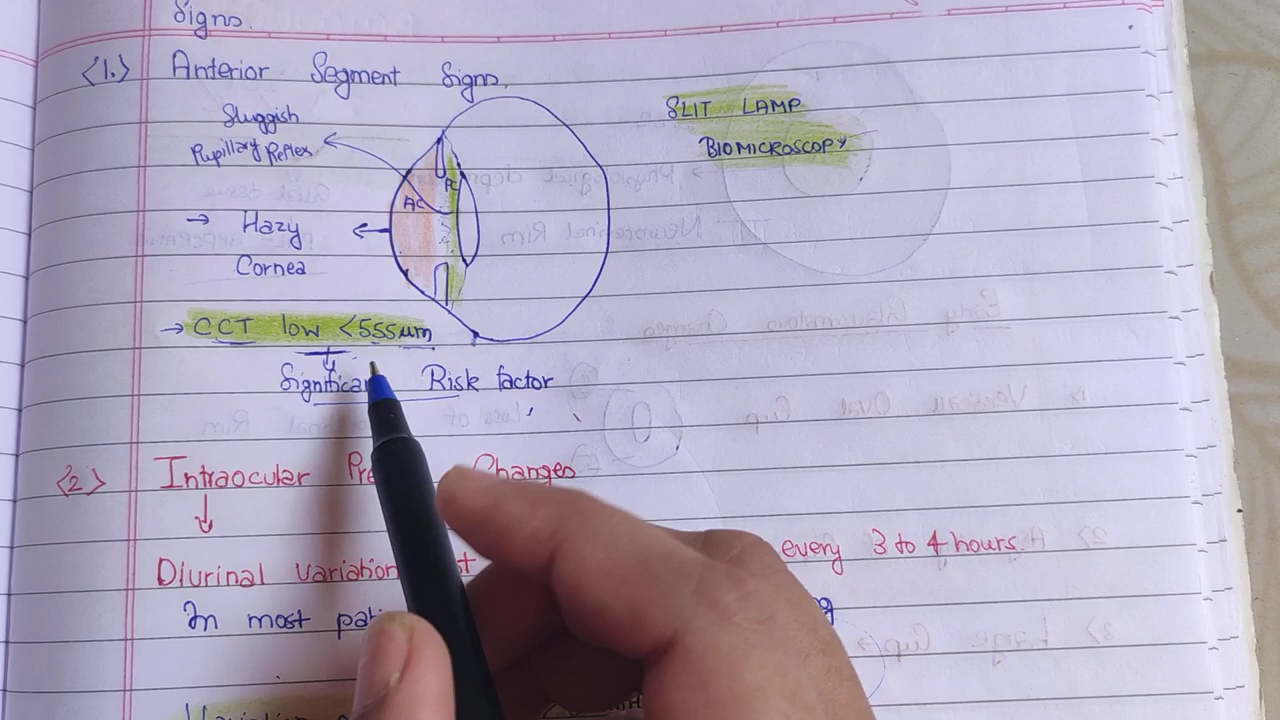 Signs.
<1.> Anterior Segment Signs.
Sluggish
Pupillary Reflex
SLIT LAMP
BIOMICROSCOPY
PC
AC
→ Hazy
Cornea
→ CCT low <555um
Significan Risk factor
<2> Intraocular Pre Changes
Diurinal variation every 3 to 4 hours.
In most